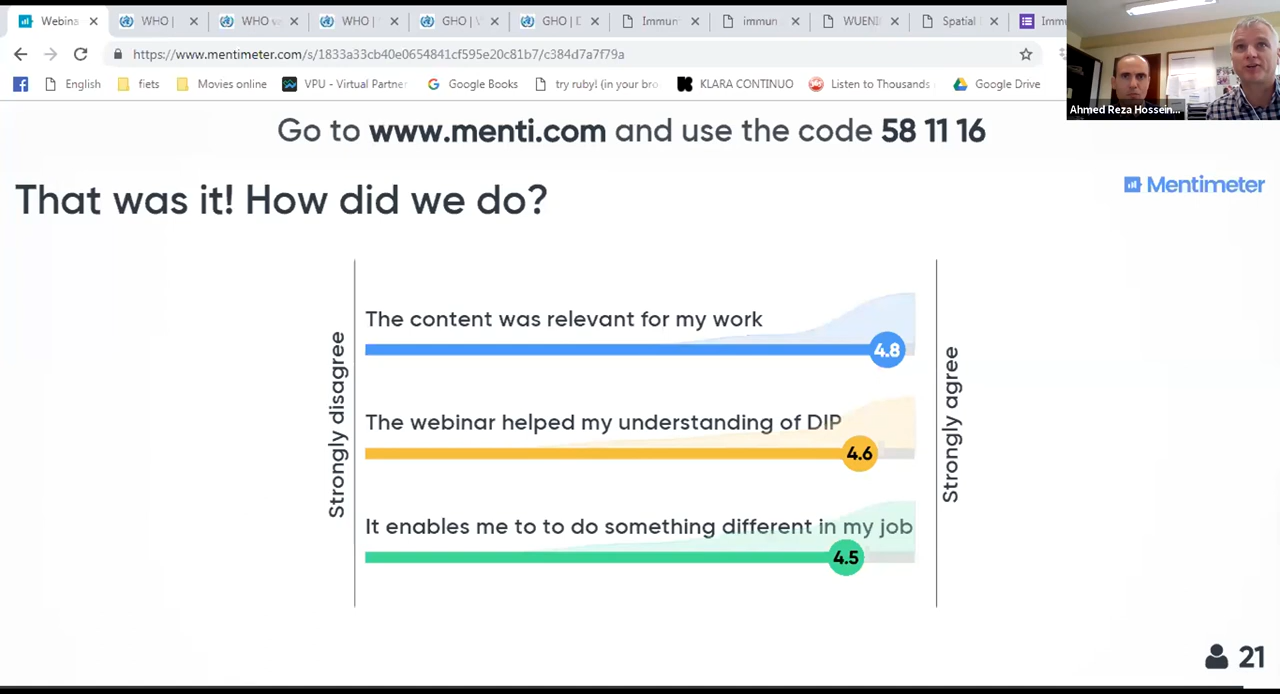 Webina
WHO |
WHO va
WHO |
GHO |
GHO | D
Immun
immun
WUENI
Spatial
Immu
https://www.mentimeter.com/s/1833a33cb40e0654841cf595e20c81b7/c384d7a7f79a
English
fiets
Movies online
VPU - Virtual Partne
Google Books
try ruby! (in your bro
KLARA CONTINUO
Listen to Thousands
Google Drive
Ahmed Reza Hossein...
Go to www.menti.com and use the code 58 11 16
That was it! How did we do?
Mentimeter
Strongly disagree
The content was relevant for my work
4.8
The webinar helped my understanding of DIP
4.6
It enables me to to do something different in my job
4.5
Strongly agree
21